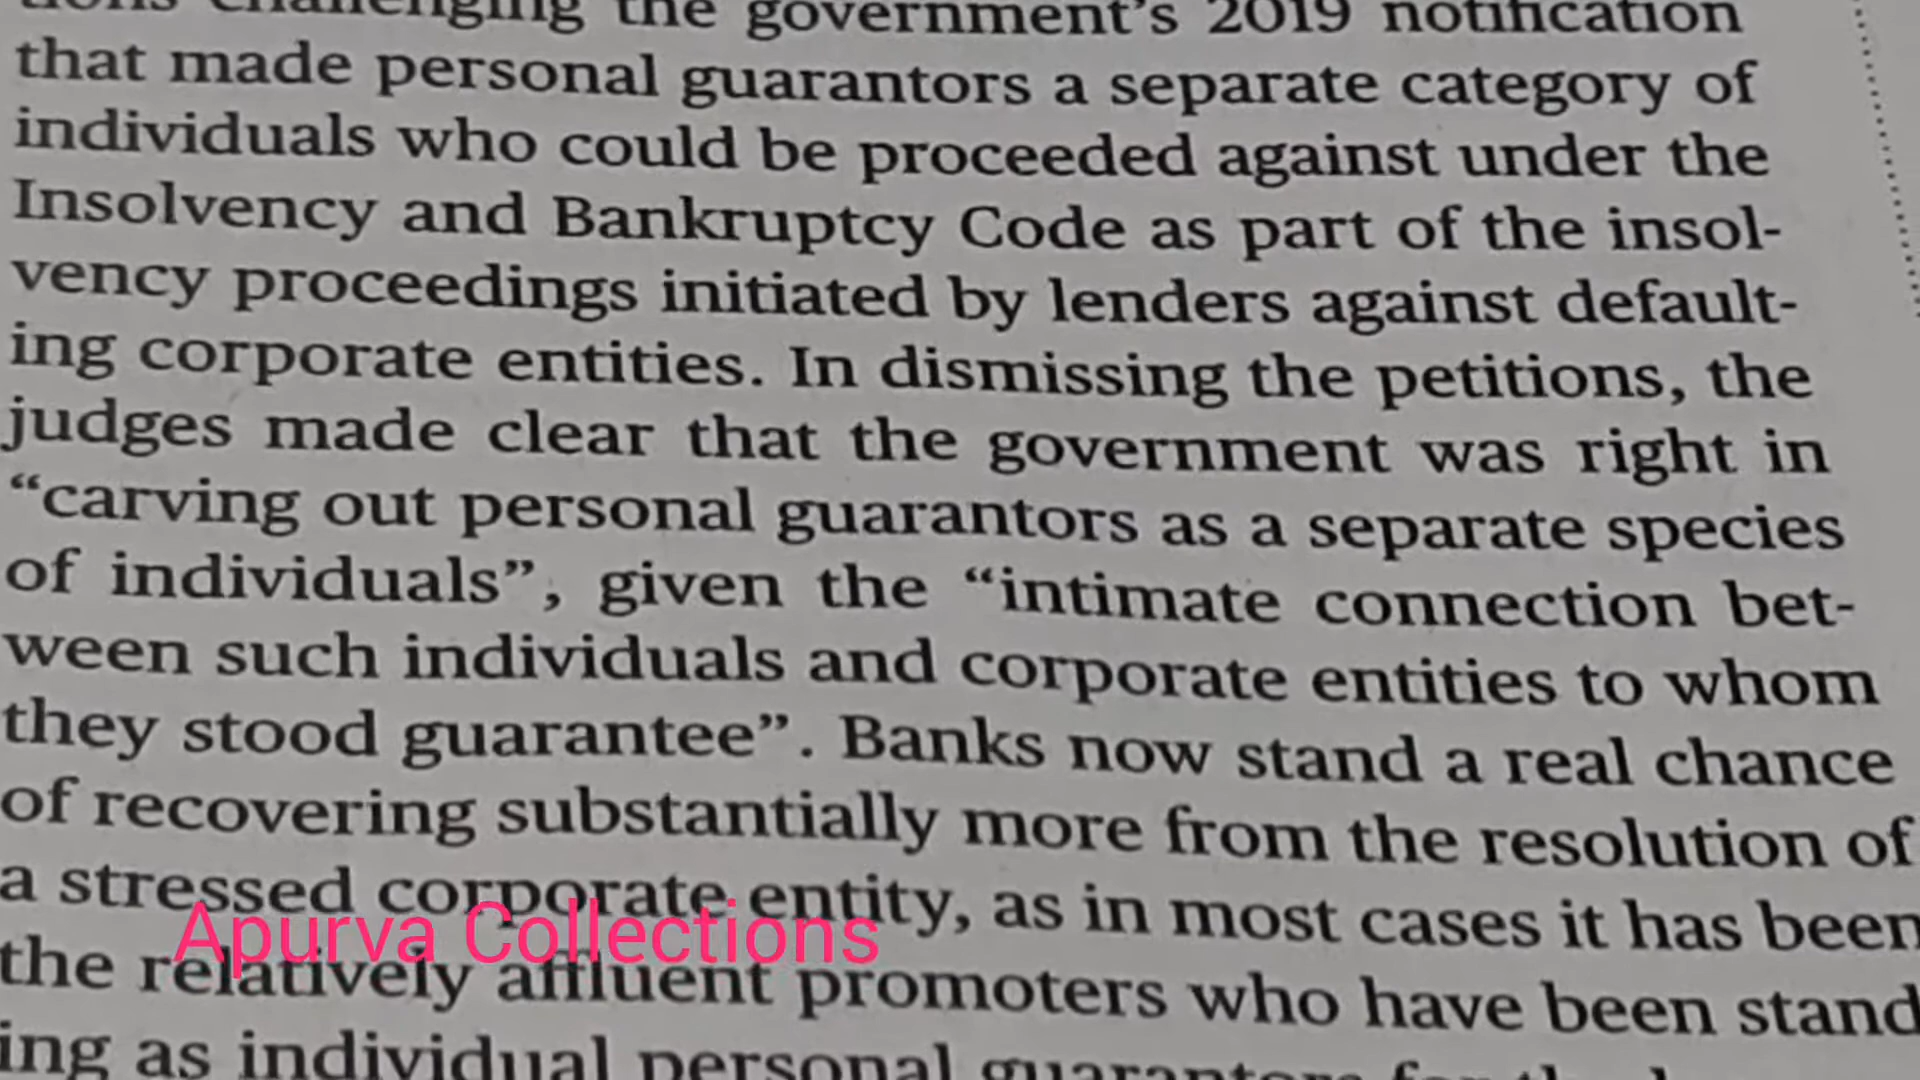 challenging the government's 2019 notification
that made personal guarantors a separate category of
individuals who could be proceeded against under the
Insolvency and Bankruptcy Code as part of the insol-
vency proceedings initiated by lenders against default-
ing corporate entities. In dismissing the petitions, the
judges made clear that the government was right in
“carving out personal guarantors as a separate species
of individuals”, given the “intimate connection bet-
ween such individuals and corporate entities to whom
they stood guarantee”. Banks now stand a real chance
of recovering substantially more from the resolution of
a stressed corporate entity, as in most cases it has been
Apurva Collections
the relatively affluent promoters who have been stand
ing as individual personal